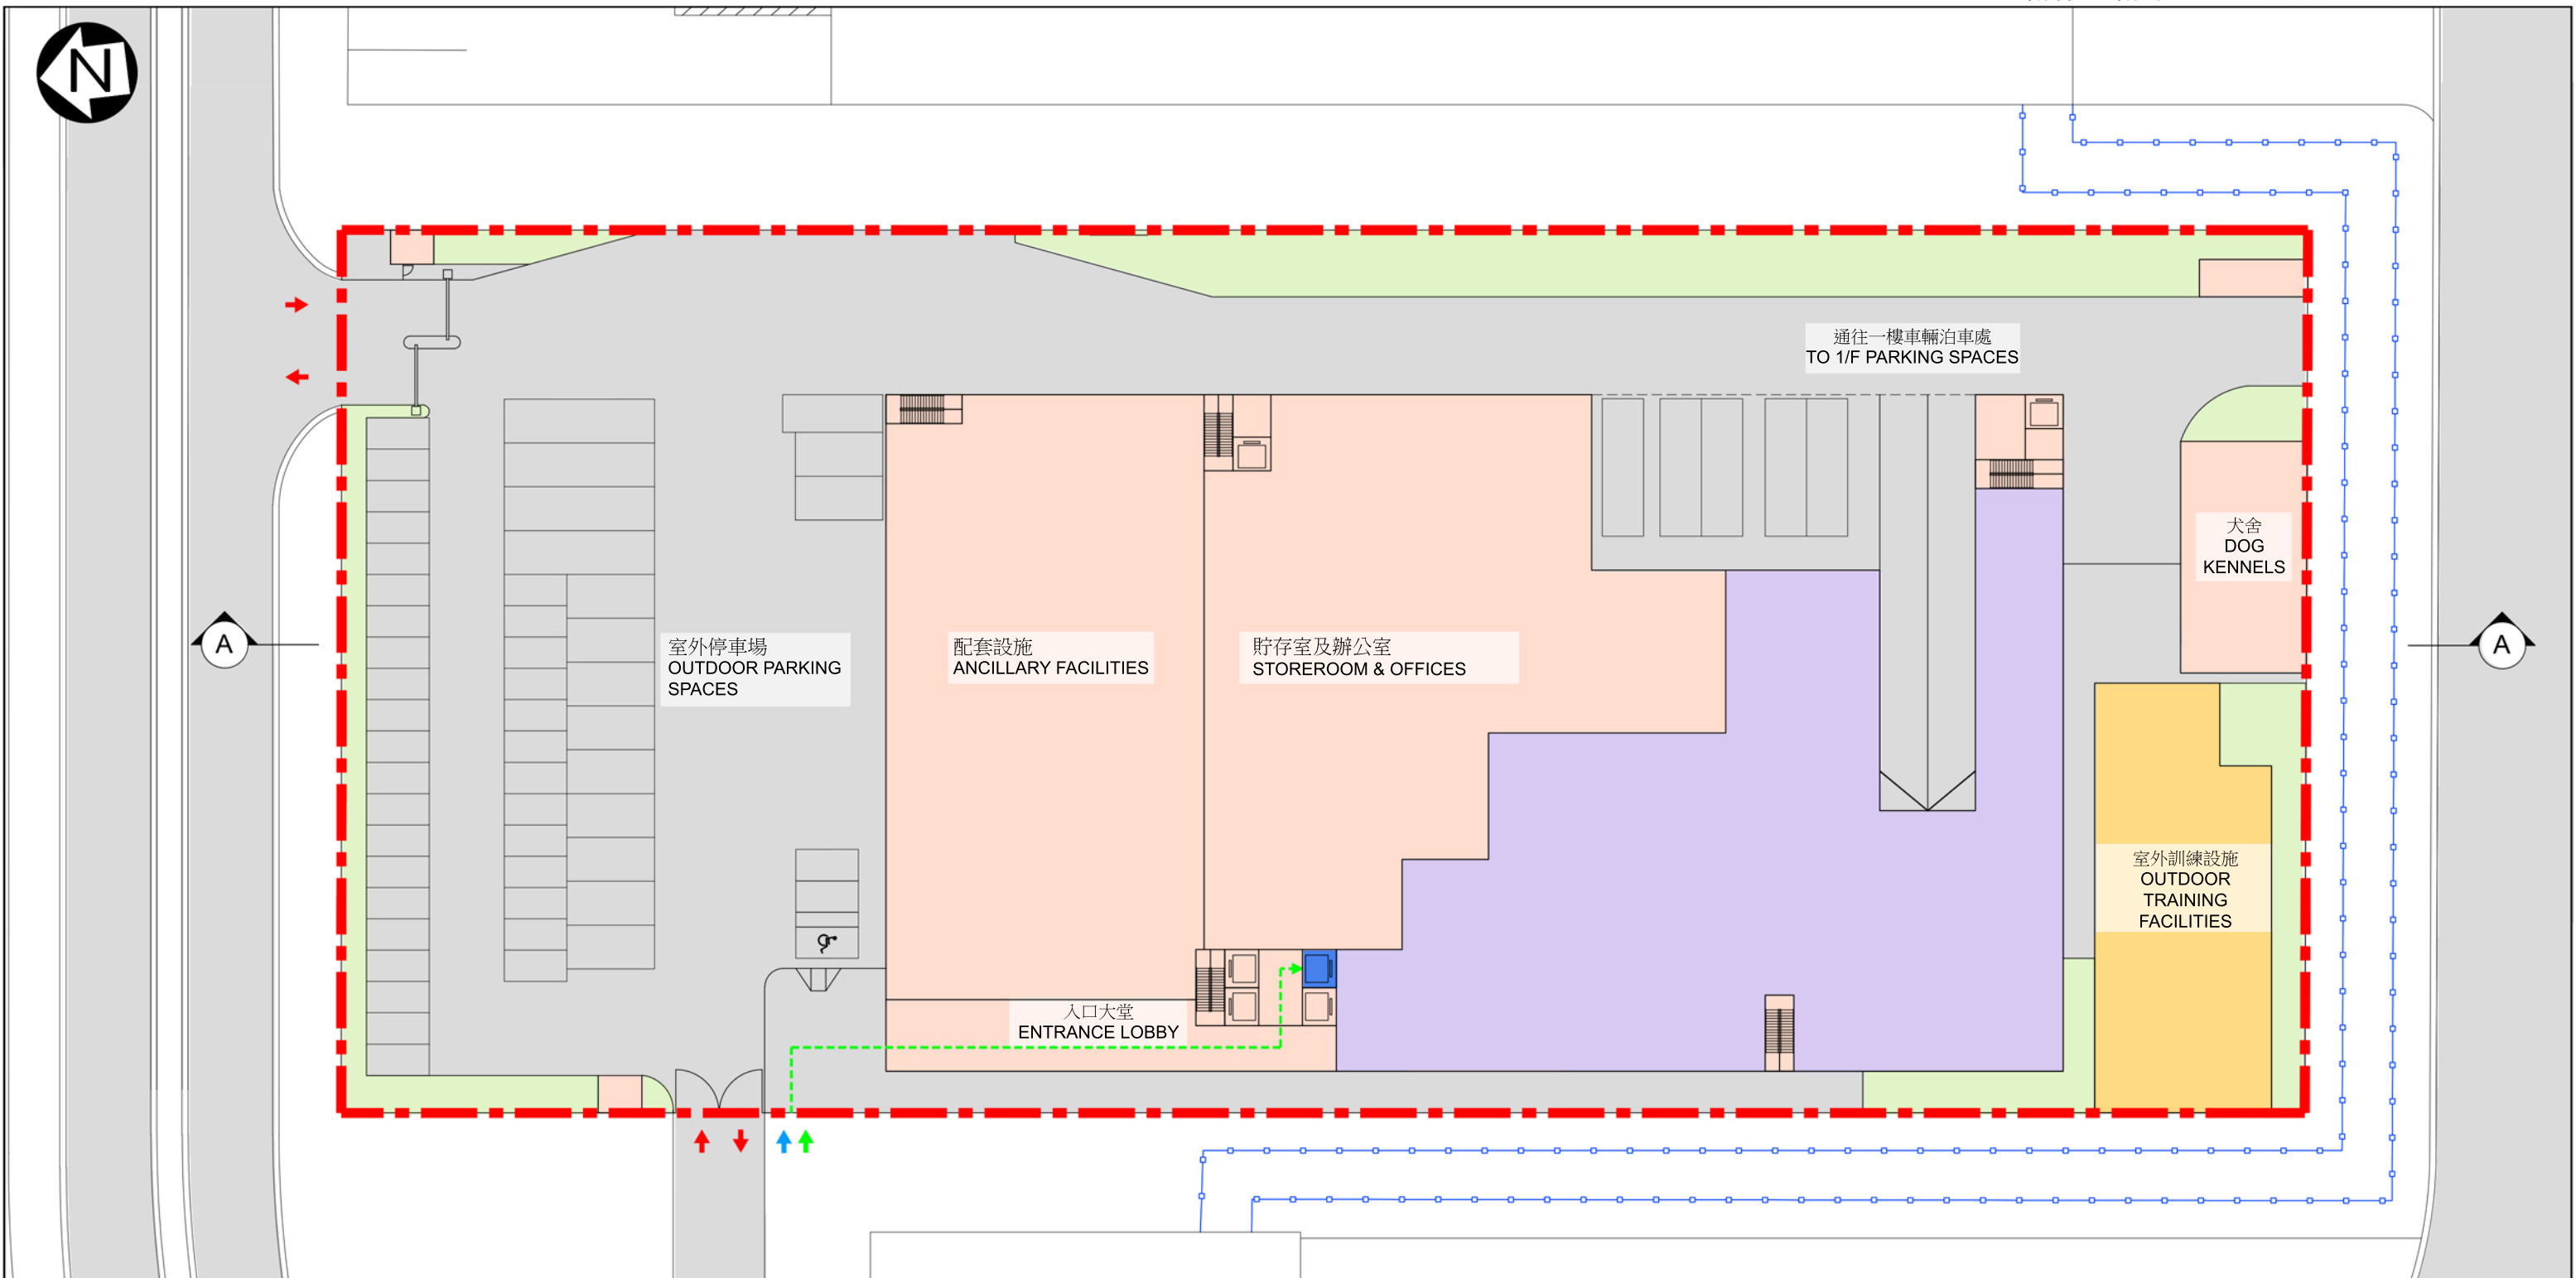 N
通往一樓車輛泊車處
TO 1/F PARKING SPACES
犬舍
DOG
KENNELS
A
室外停車場
OUTDOOR PARKING
SPACES
配套設施
ANCILLARY FACILITIES
貯存室及辦公室
STOREROOM & OFFICES
A
室外訓練設施
OUTDOOR
TRAINING
FACILITIES
入口大堂
ENTRANCE LOBBY